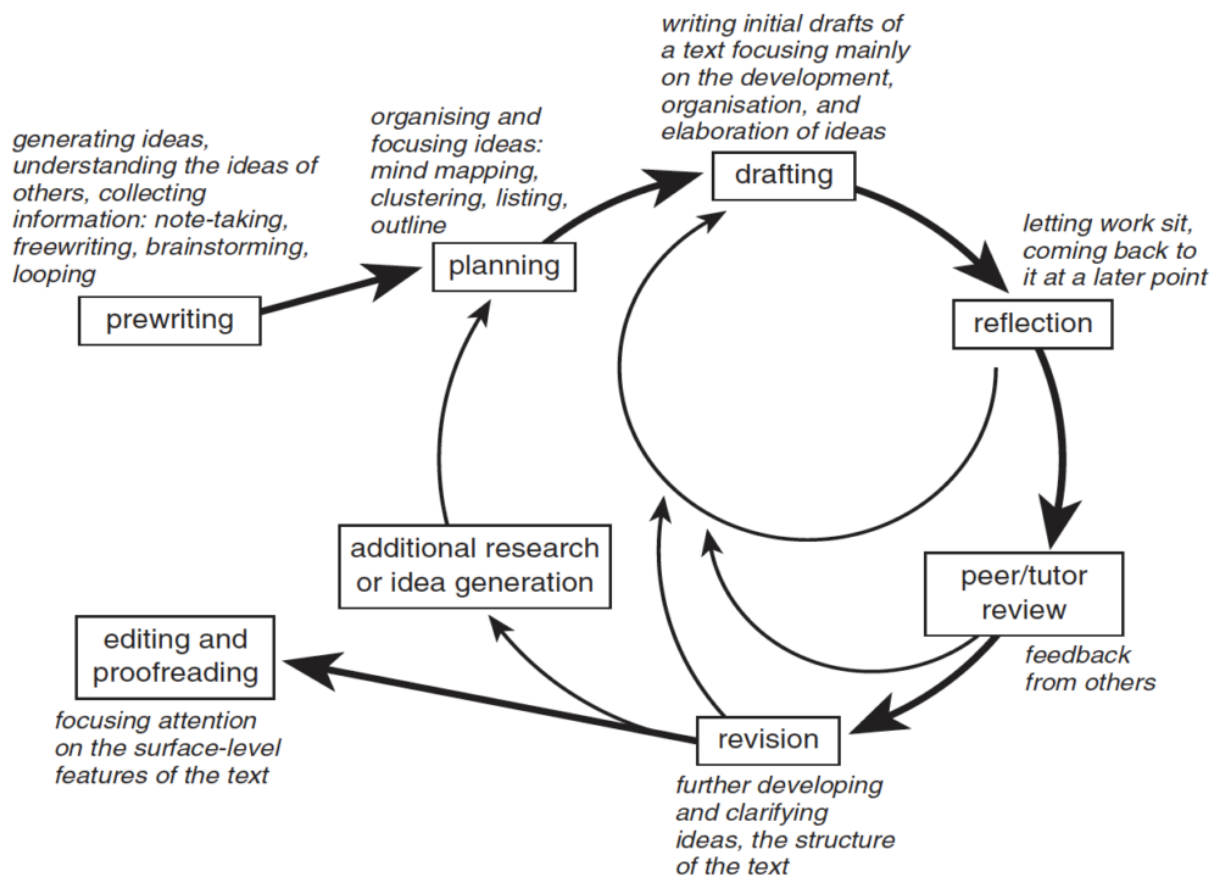 generating ideas,
understanding the ideas of
others, collecting
information: note-taking,
freewriting, brainstorming,
looping
prewriting
organising and
focusing ideas:
mind mapping,
clustering, listing,
outline
planning
writing initial drafts of
a text focusing mainly
on the development,
organisation, and
elaboration of ideas
drafting
letting work sit,
coming back to
it at a later point
reflection
peer/tutor
review
feedback
from others
revision
further developing
and clarifying
ideas, the structure
of the text
additional research
or idea generation
editing and
proofreading
focusing attention
on the surface-level
features of the text